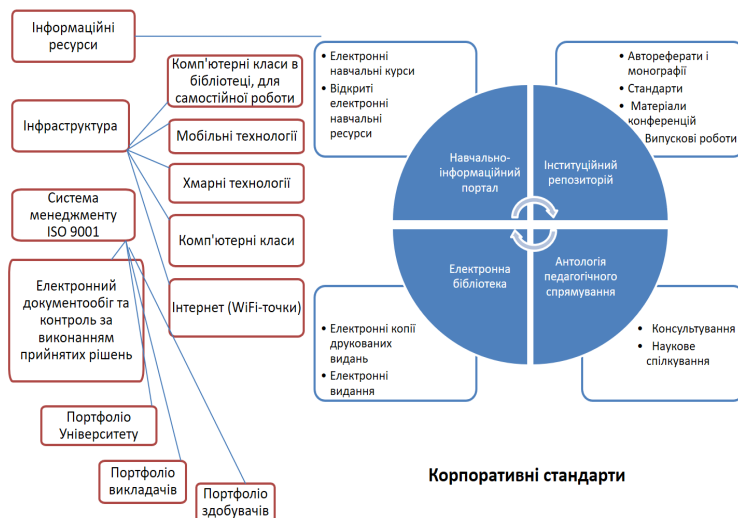 Інформаційні
ресурси
Комп'ютерні класи в
бібліотеці, для
самостійної роботи
Інфраструктура
Мобільні технології
Хмарні технології
Система
менеджменту
ISO 9001
Комп'ютерні класи
Електронний
документообіг та
контроль за
виконанням
прийнятих рішень
Інтернет (WiFi-точки)
Портфоліо
Університету
Портфоліо
викладачів
Портфоліо
здобувачів
• Електронні
навчальні курси
• Відкриті
електронні
навчальні
ресурси
• Автореферати і
монографії
• Стандарти
• Матеріали
конференцій
Випускові роботи
Навчально-
інформаційний
портал
Інституційний
репозиторій
Електронна
бібліотека
Антологія
педагогічного
спрямування
• Електронні копії
друкованих
видань
• Електронні
видання
• Консультування
• Наукове
спілкування
Корпоративні стандарти